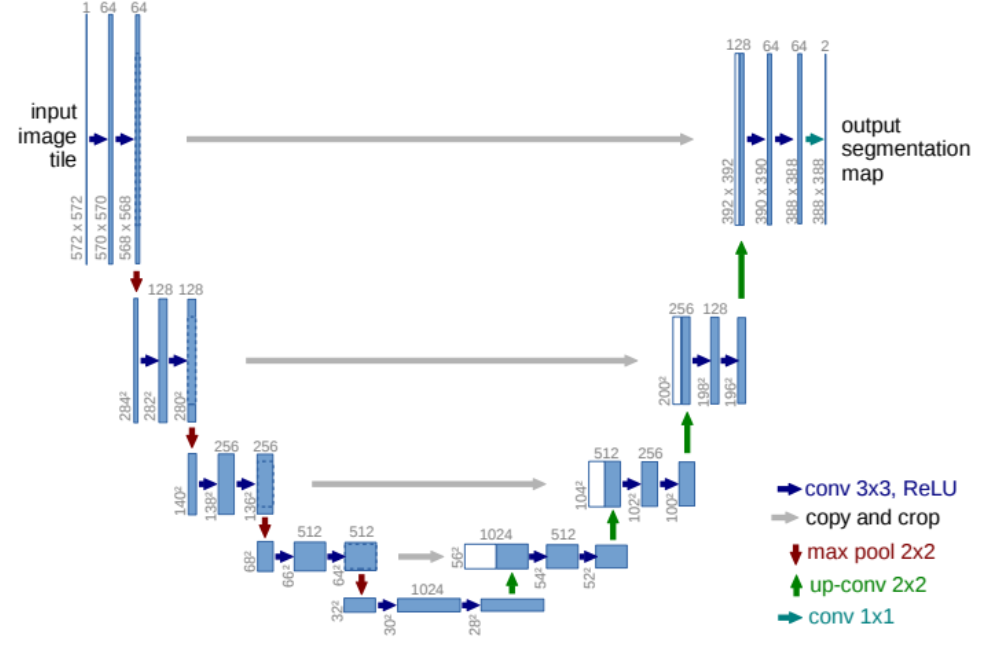 1 64 64
128 64 64 2
input
image
tile
output
segmentation
map
572 x 572
570 x 570
568 x 568
392 x 392
390 x 390
388 x 388
388 x 388
128 128
256 128
284²
282²
280²
200²
198²
196²
256 256
512 256
140²
138²
136²
104²
102²
100²
512 512
1024 512
68²
66²
64²
56²
54²
52²
1024
32²
30²
28²
conv 3x3, ReLU
copy and crop
max pool 2x2
up-conv 2x2
conv 1x1